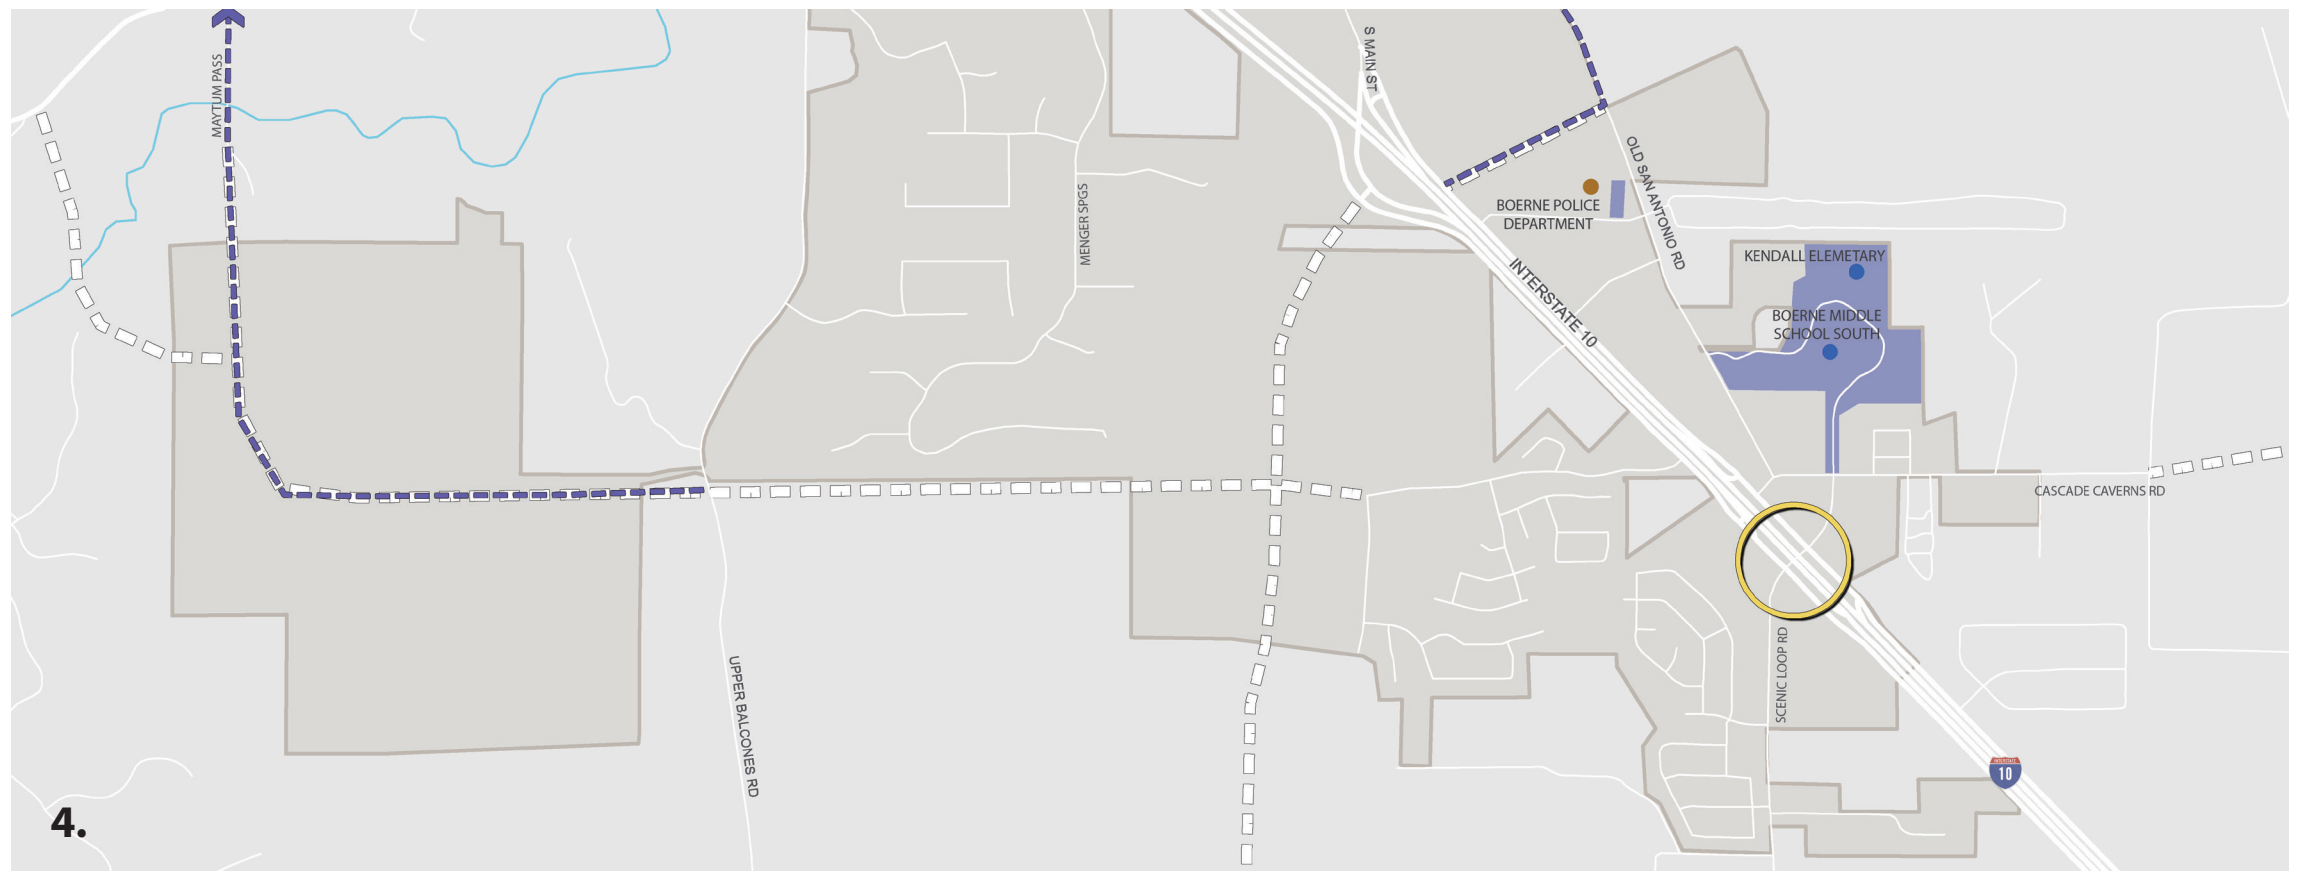 MAYTUM PASS
S MAIN ST
OLD SAN ANTONIO RD
MENGER SPGS
BOERNE POLICE
DEPARTMENT
KENDALL ELEMETARY
INTERSTATE 10
BOERNE MIDDLE
SCHOOL SOUTH
CASCADE CAVERNS RD
UPPER BALCONES RD
SCENIC LOOP RD
INTERSTATE
10
4.